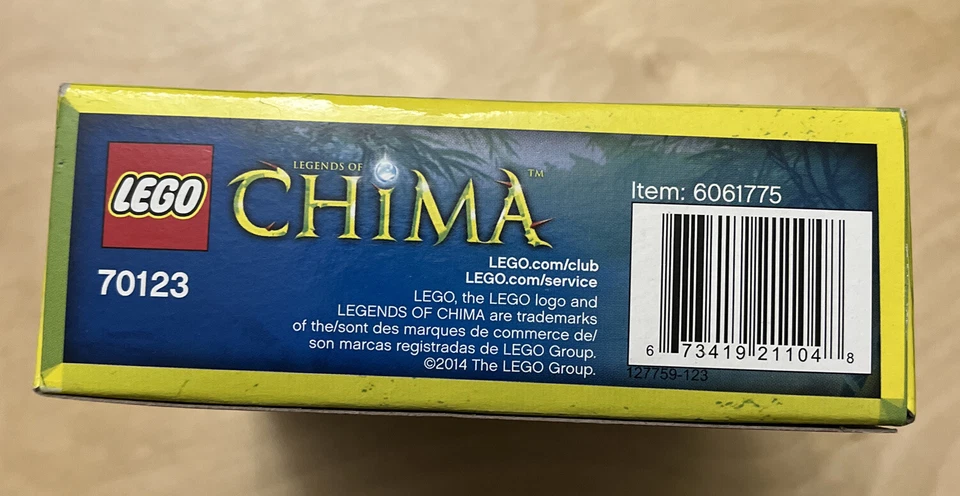 LEGO
LEGENDS OF
CHiMA™
70123
LEGO.com/club
LEGO.com/service
LEGO, the LEGO logo and
LEGENDS OF CHIMA are trademarks
of the/sont des marques de commerce de/
son marcas registradas de LEGO Group.
©2014 The LEGO Group.
Item: 6061775
6 73419 21104 8
127759-123